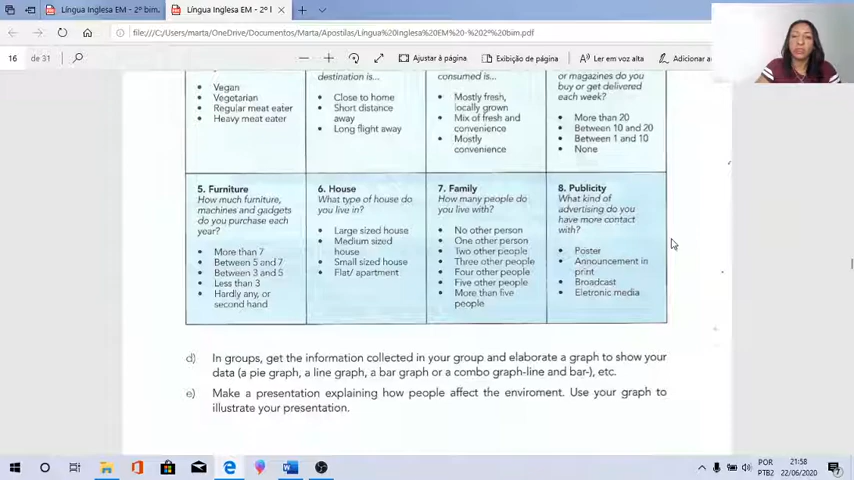 Língua Inglesa EM - 2º bim.
Língua Inglesa EM - 2º l
file:///C:/Users/marta/OneDrive/Documentos/Marta/Apostilas/Língua%20Inglesa%20EM%20-%202º%20bim.pdf
16 de 31
Ajustar à página
Exibição de página
Ler em voz alta
Adicionar a
• Vegan
• Vegetarian
• Regular meat eater
• Heavy meat eater
destination is...
• Close to home
• Short distance
away
• Long flight away
consumed is...
• Mostly fresh,
locally grown
• Mix of fresh and
convenience
• Mostly
convenience
or magazines do you
buy or get delivered
each week?
• More than 20
• Between 10 and 20
• Between 1 and 10
• None
5. Furniture
How much furniture,
machines and gadgets
do you purchase each
year?
• More than 7
• Between 5 and 7
• Between 3 and 5
• Less than 3
• Hardly any, or
second hand
6. House
What type of house do
you live in?
• Large sized house
• Medium sized
house
• Small sized house
• Flat/ apartment
7. Family
How many people do
you live with?
• No other person
• One other person
• Two other people
• Three other people
• Four other people
• Five other people
• More than five
people
8. Publicity
What kind of
advertising do you
have more contact
with?
• Poster
• Announcement in
print
• Broadcast
• Eletronic media
d) In groups, get the information collected in your group and elaborate a graph to show your
data (a pie graph, a line graph, a bar graph or a combo graph-line and bar-), etc.
e) Make a presentation explaining how people affect the enviroment. Use your graph to
illustrate your presentation.
POR
PTB2
21:58
22/06/2020